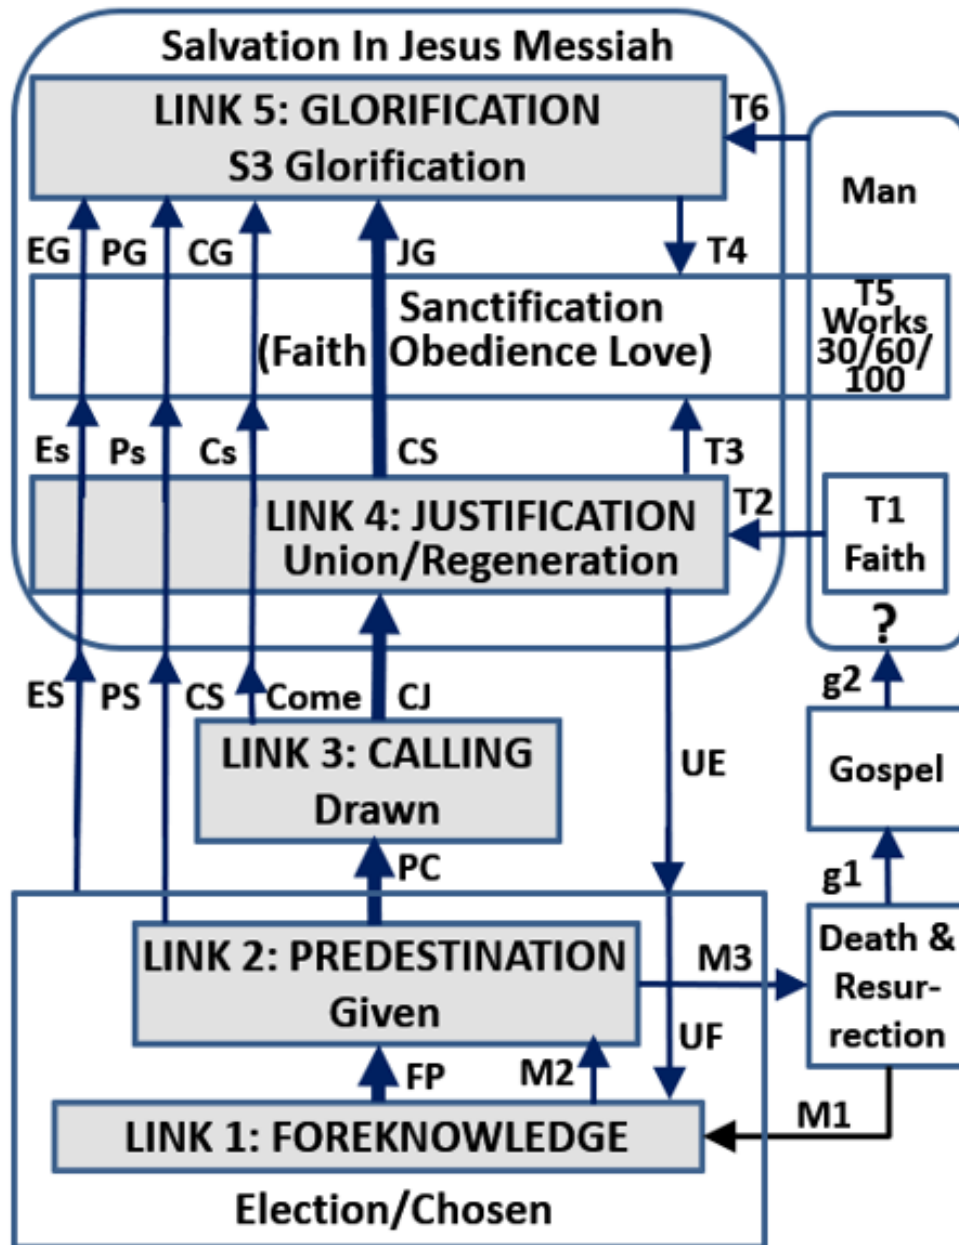 Salvation In Jesus Messiah
LINK 5: GLORIFICATION
S3 Glorification
T6
Man
EG PG CG JG T4
Sanctification
(Faith Obedience Love)
T5
Works
30/60/
100
Es Ps Cs CS T3
LINK 4: JUSTIFICATION
Union/Regeneration
T2
T1
Faith
?
g2
ES PS CS Come CJ
LINK 3: CALLING
Drawn
UE
Gospel
g1
PC
LINK 2: PREDESTINATION
Given
M3
Death &
Resur-
rection
FP M2 UF
M1
LINK 1: FOREKNOWLEDGE
Election/Chosen